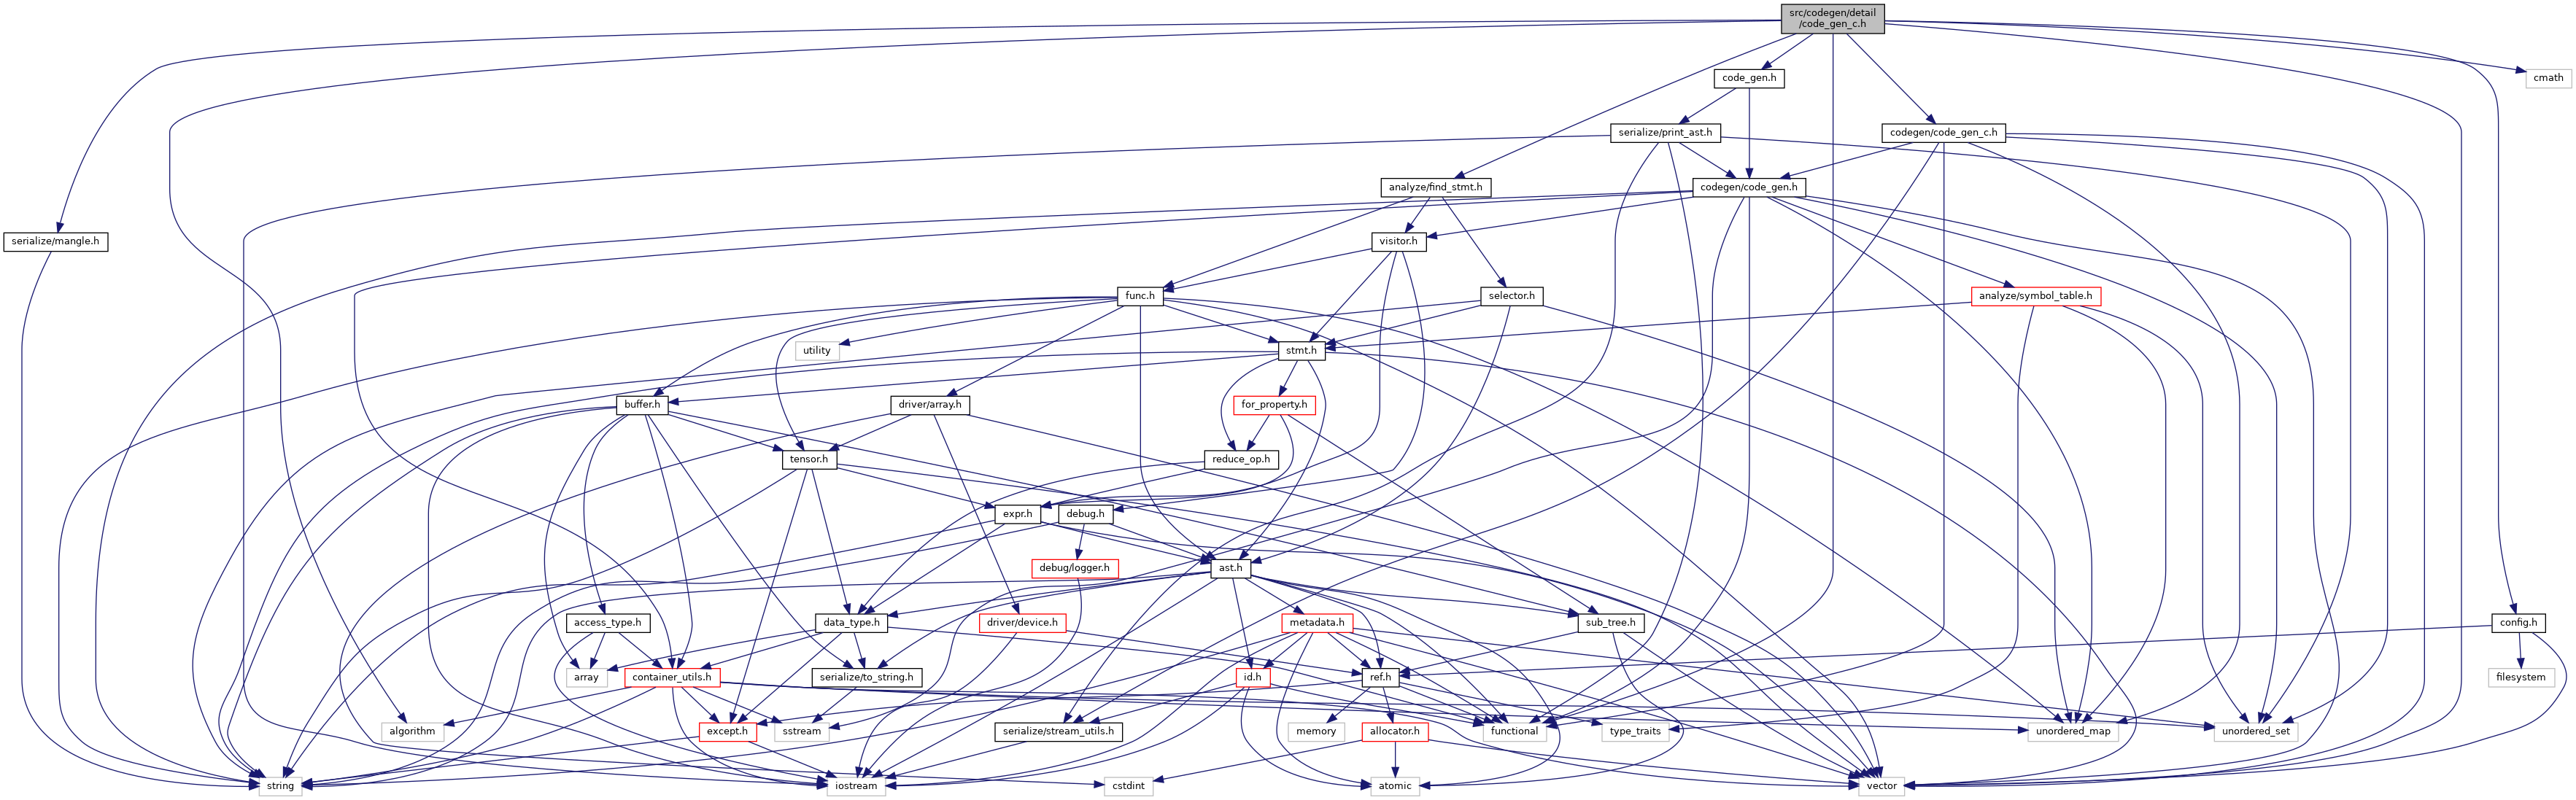 src/codegen/detail
/code_gen_c.h
code_gen.h
cmath
serialize/print_ast.h
codegen/code_gen_c.h
analyze/find_stmt.h
codegen/code_gen.h
serialize/mangle.h
visitor.h
func.h
selector.h
analyze/symbol_table.h
utility
stmt.h
buffer.h
driver/array.h
for_property.h
tensor.h
reduce_op.h
expr.h
debug.h
debug/logger.h
ast.h
access_type.h
data_type.h
driver/device.h
metadata.h
sub_tree.h
config.h
array
container_utils.h
serialize/to_string.h
id.h
ref.h
filesystem
algorithm
except.h
sstream
serialize/stream_utils.h
memory
allocator.h
functional
type_traits
unordered_map
unordered_set
string
iostream
cstdint
atomic
vector